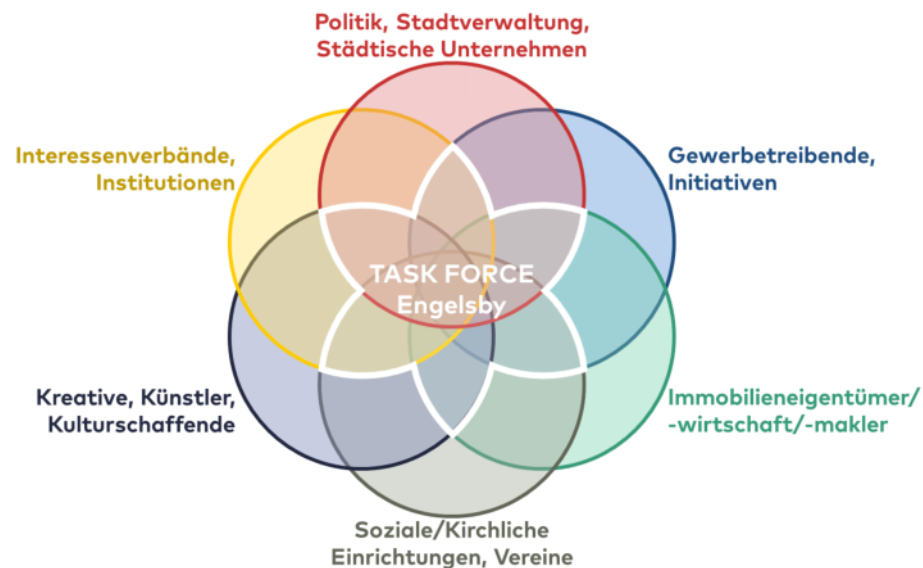 Politik, Stadtverwaltung,
Städtische Unternehmen
Interessenverbände,
Institutionen
Gewerbetreibende,
Initiativen
TASK FORCE
Engelsby
Kreative, Künstler,
Kulturschaffende
Immobilieneigentümer/
-wirtschaft/-makler
Soziale/Kirchliche
Einrichtungen, Vereine